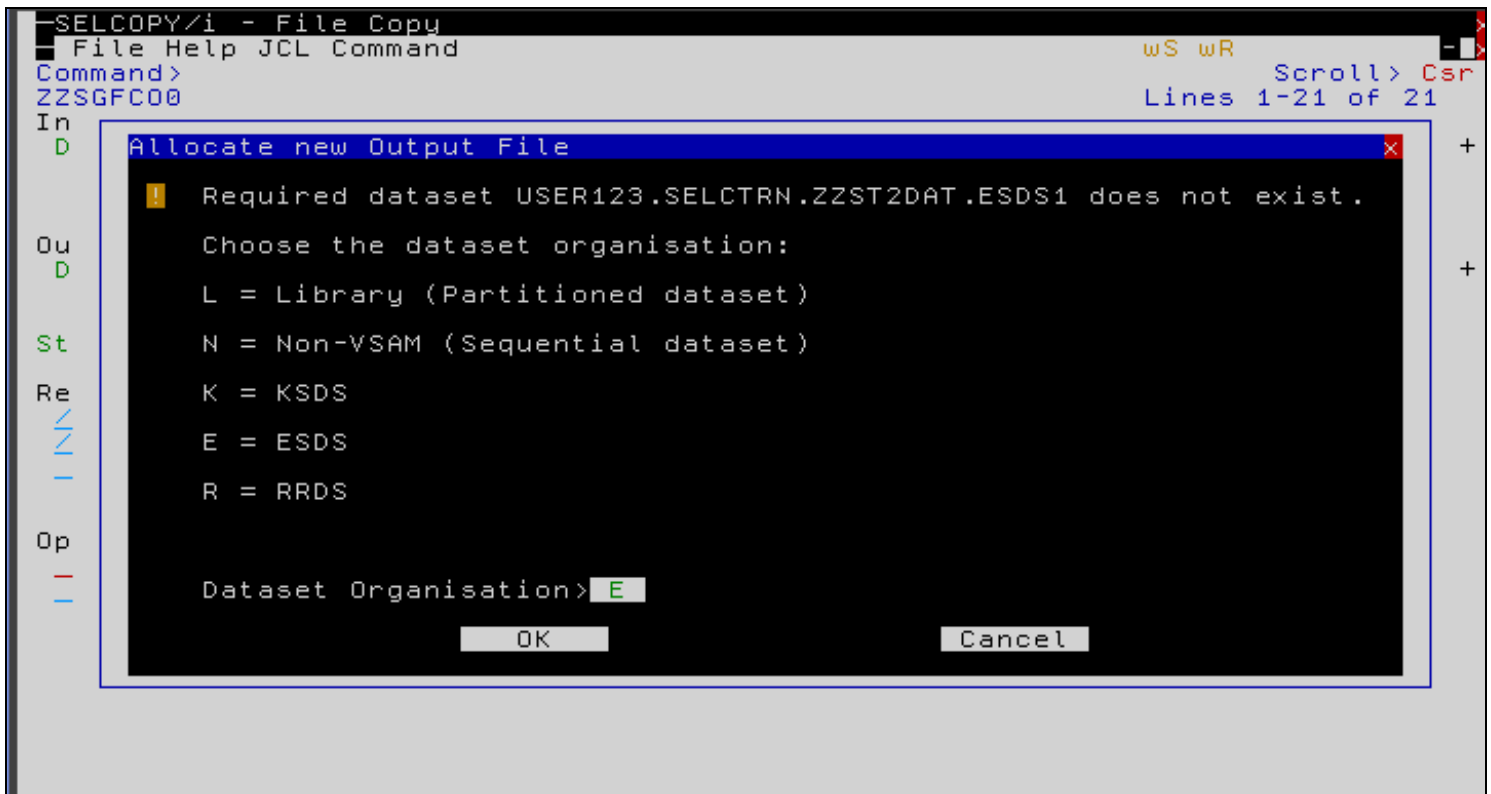 SELCOPY/i - File Copy
File Help JCL Command wS wR
Command> Scroll> Csr
ZZSGFCO0 Lines 1-21 of 21
In
D Allocate new Output File × +
! Required dataset USER123.SELCTRN.ZZST2DAT.ESDS1 does not exist.
Ou Choose the dataset organisation:
D +
L = Library (Partitioned dataset)
St N = Non-VSAM (Sequential dataset)
Re K = KSDS
/
/ E = ESDS
R = RRDS
Op
Dataset Organisation> E
OK Cancel